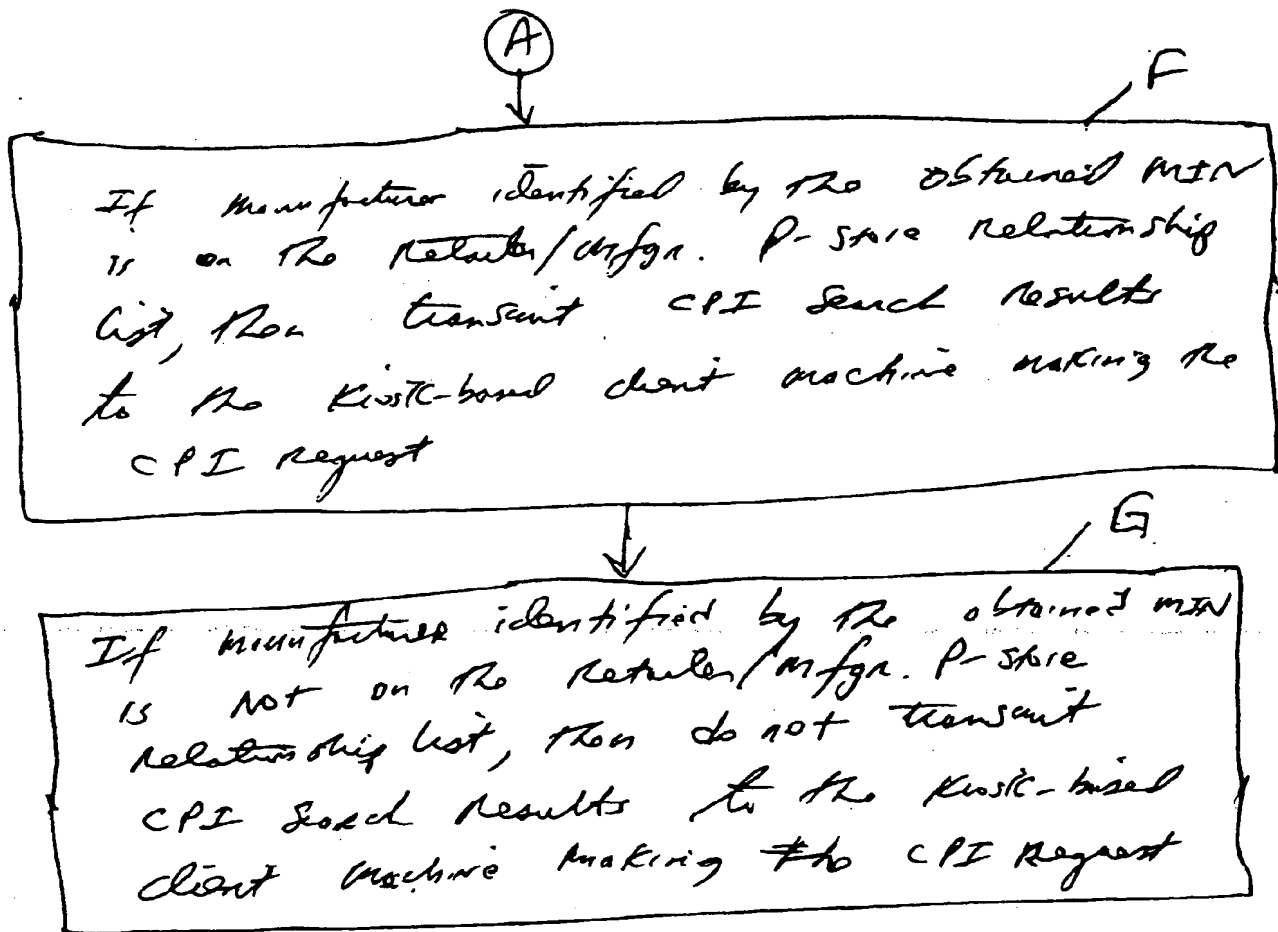 A
F
If manufacturer identified by the obtained MIN
is on the Retailer/Mfgr. P-Store Relationship
list, then transmit CPI Search Results
to the Kiosk-based client machine making the
CPI Request
G
If manufacturer identified by the obtained MIN
is Not on the Retailer/Mfgr. P-Store
Relationship list, then do not transmit
CPI Search Results to the Kiosk-based
client machine making the CPI Request